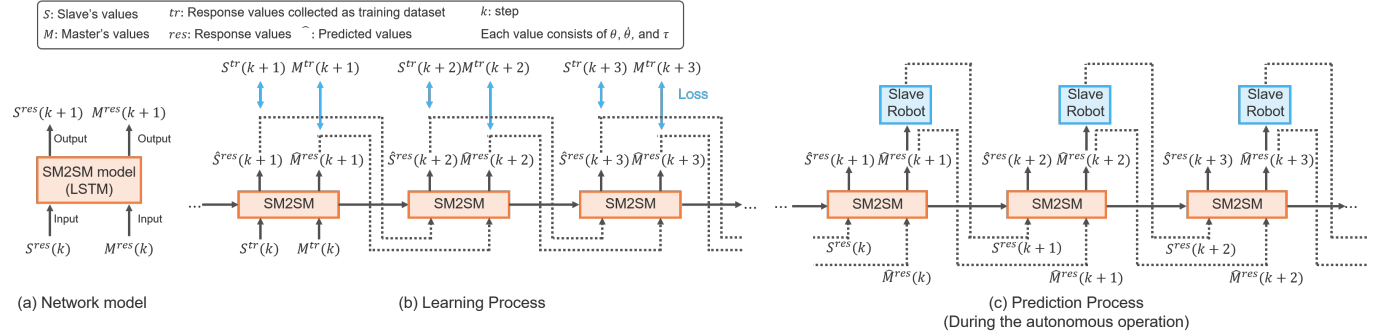 S: Slave's values tr: Response values collected as training dataset k: step
M: Master's values res: Response values ^: Predicted values Each value consists of θ, θ̇, and τ
S^{res}(k+1) M^{res}(k+1)
Output Output
SM2SM model
(LSTM)
Input Input
S^{res}(k) M^{res}(k)
(a) Network model
S^{tr}(k+1) M^{tr}(k+1) S^{tr}(k+2) M^{tr}(k+2) S^{tr}(k+3) M^{tr}(k+3)
Loss
Ŝ^{res}(k+1) M̂^{res}(k+1) Ŝ^{res}(k+2) M̂^{res}(k+2) Ŝ^{res}(k+3) M̂^{res}(k+3)
... SM2SM SM2SM SM2SM ...
S^{tr}(k) M^{tr}(k)
(b) Learning Process
Slave Slave Slave
Robot Robot Robot
Ŝ^{res}(k+1) M̂^{res}(k+1) Ŝ^{res}(k+2) M̂^{res}(k+2) Ŝ^{res}(k+3) M̂^{res}(k+3)
... SM2SM SM2SM SM2SM ...
S^{res}(k) S^{res}(k+1) S^{res}(k+2)
M̂^{res}(k) M̂^{res}(k+1) M̂^{res}(k+2)
(c) Prediction Process
(During the autonomous operation)